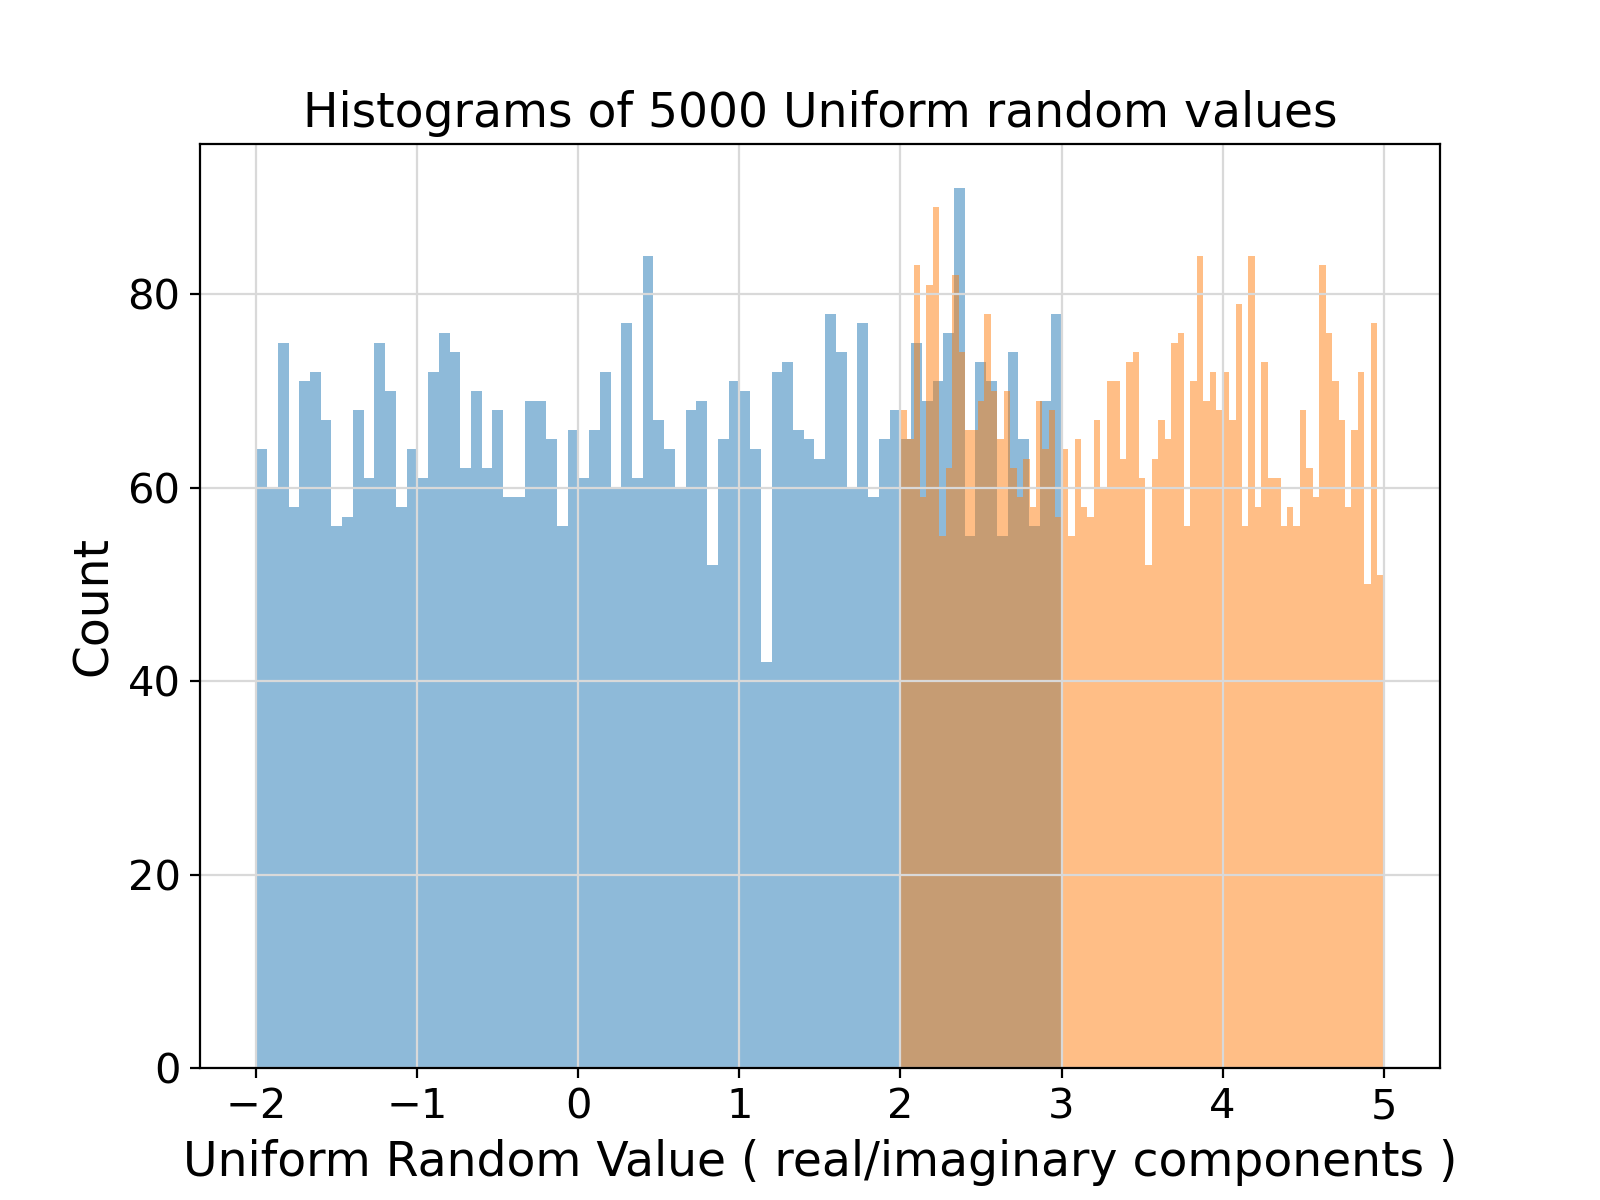 Histograms of 5000 Uniform random values
Count
80
60
40
20
0
−2 −1 0 1 2 3 4 5
Uniform Random Value ( real/imaginary components )